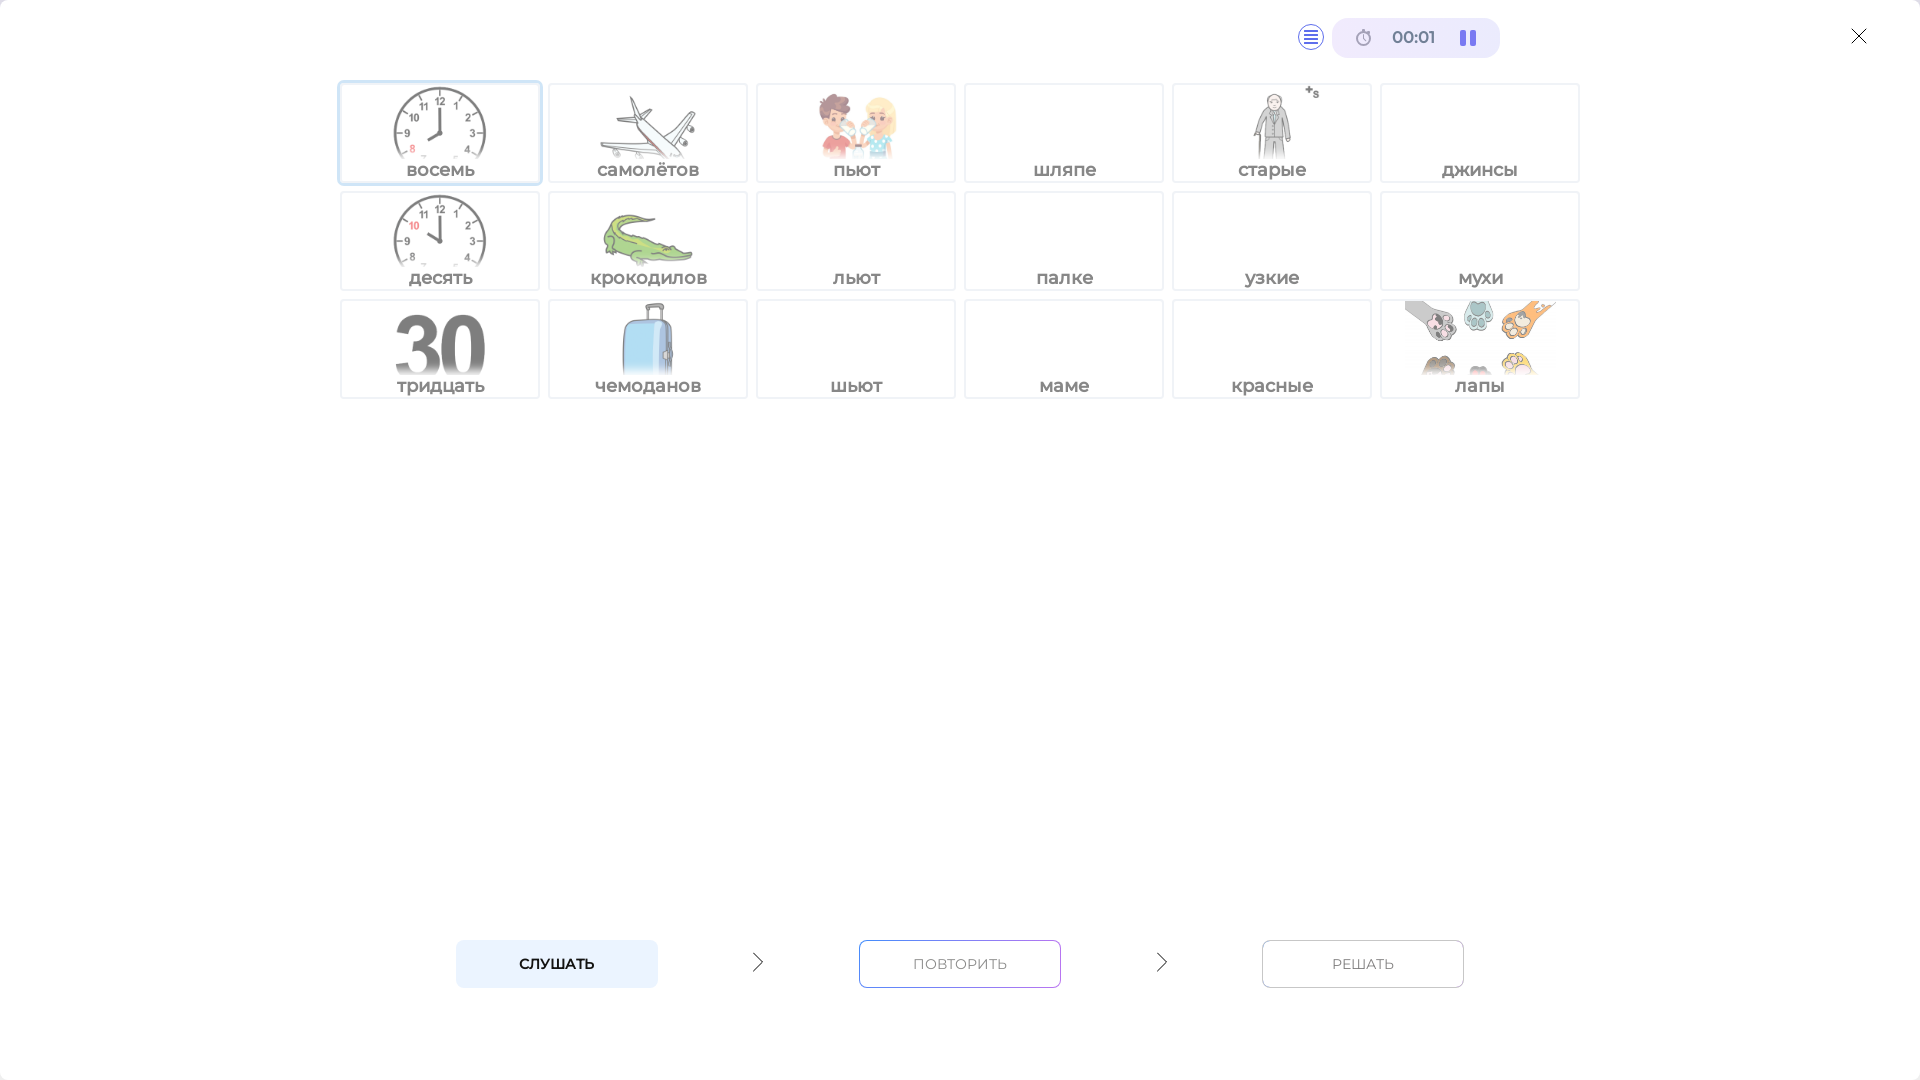 00:01
восемь самолётов пьют шляпе старые джинсы
десять крокодилов льют палке узкие мухи
30
тридцать чемоданов шьют маме красные лапы
СЛУШАТЬ ПОВТОРИТЬ РЕШАТЬ